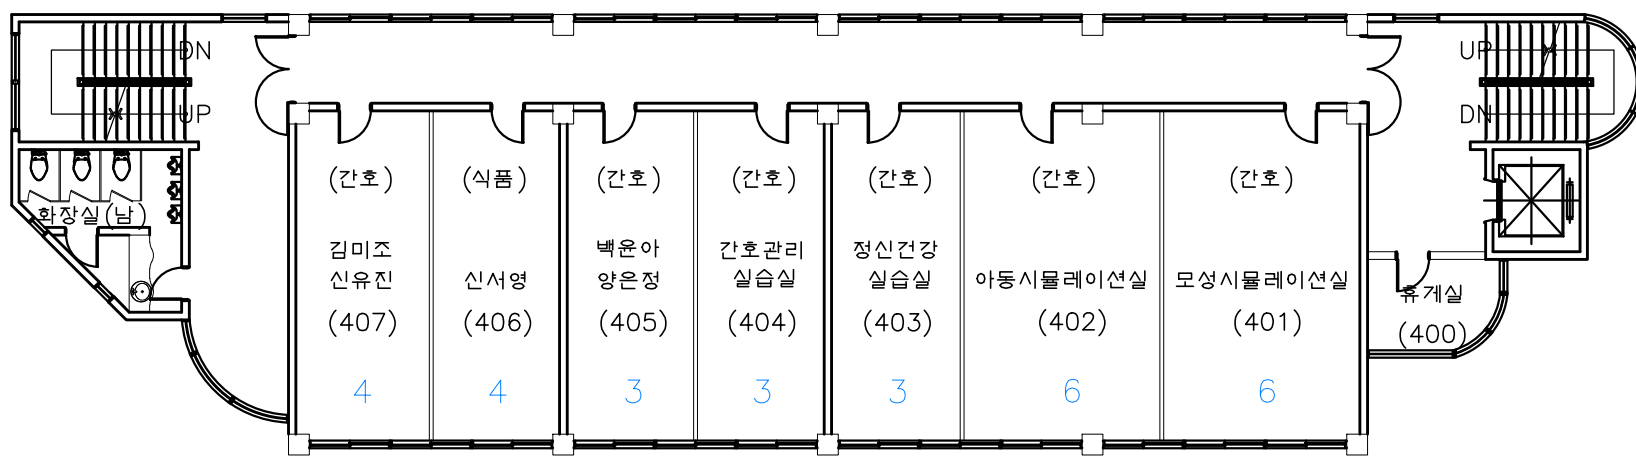 DN
UP
UP
DN
(간호)
(식품)
(간호)
(간호)
(간호)
(간호)
(간호)
화장실(남)
김미조
신유진
신서영
백윤아
양은정
간호관리
실습실
정신건강
실습실
아동시뮬레이션실
모성시뮬레이션실
휴게실
(407)
(406)
(405)
(404)
(403)
(402)
(401)
(400)
4
4
3
3
3
6
6